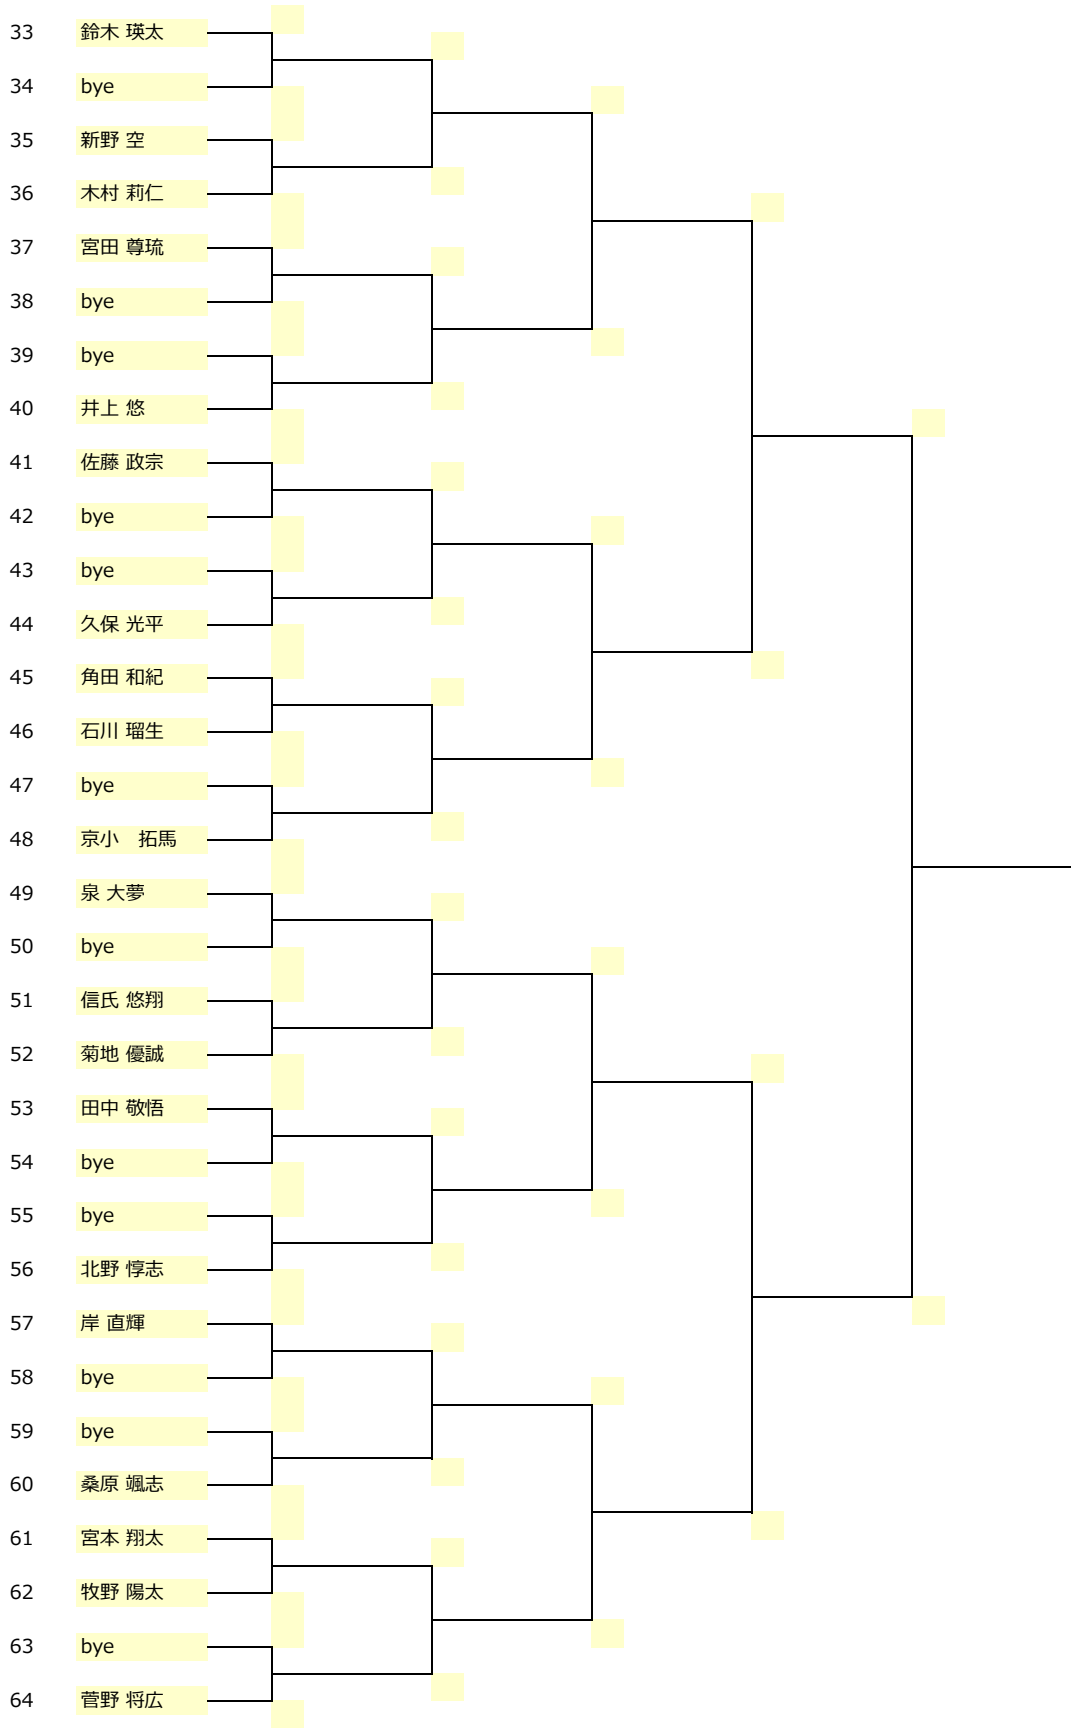 33 鈴木 瑛太
34 bye
35 新野 空
36 木村 莉仁
37 宮田 尊琉
38 bye
39 bye
40 井上 悠
41 佐藤 政宗
42 bye
43 bye
44 久保 光平
45 角田 和紀
46 石川 瑠生
47 bye
48 京小　拓馬
49 泉 大夢
50 bye
51 信氏 悠翔
52 菊地 優誠
53 田中 敬悟
54 bye
55 bye
56 北野 惇志
57 岸 直輝
58 bye
59 bye
60 桑原 颯志
61 宮本 翔太
62 牧野 陽太
63 bye
64 菅野 将広